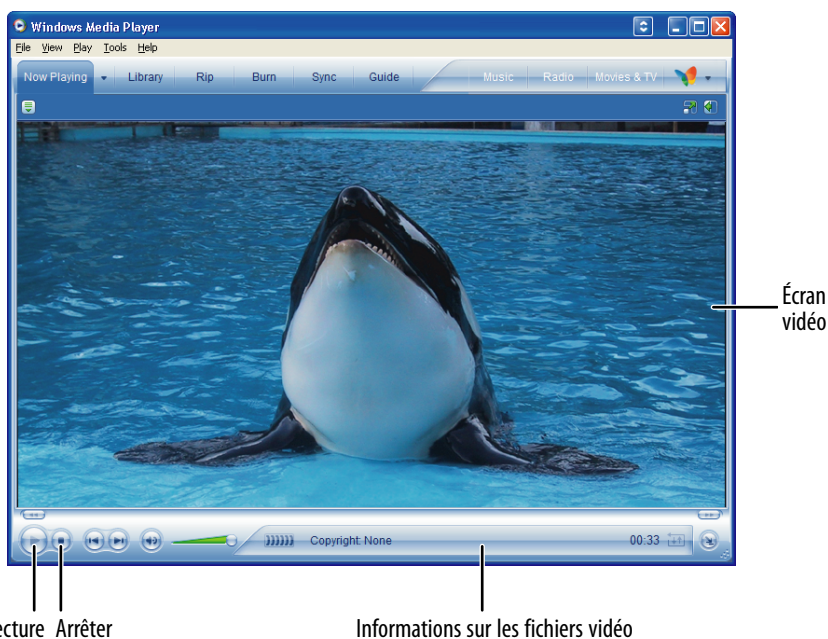 Windows Media Player
File View Play Tools Help
Now Playing Library Rip Burn Sync Guide Music Radio Movies & TV
Écran
vidéo
Copyright: None 00:33
ecture Arrêter Informations sur les fichiers vidéo